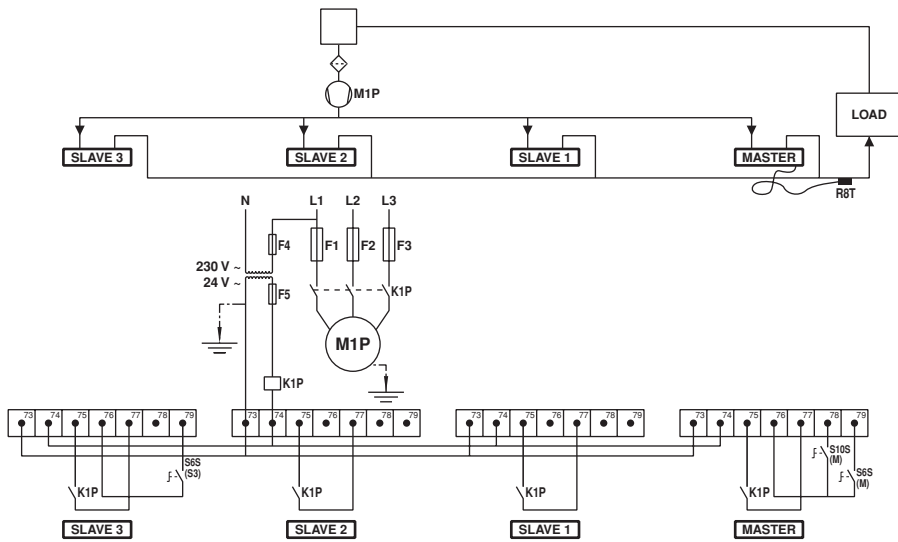 M1P
LOAD
SLAVE 3
SLAVE 2
SLAVE 1
MASTER
R8T
N
L1
L2
L3
F4
F1
F2
F3
230 V ~
24 V ~
F5
K1P
M1P
K1P
73 74 75 76 77 78 79
73 74 75 76 77 78 79
73 74 75 76 77 78 79
73 74 75 76 77 78 79
S6S
(S3)
S10S
(M)
S6S
(M)
K1P
K1P
K1P
K1P
SLAVE 3
SLAVE 2
SLAVE 1
MASTER